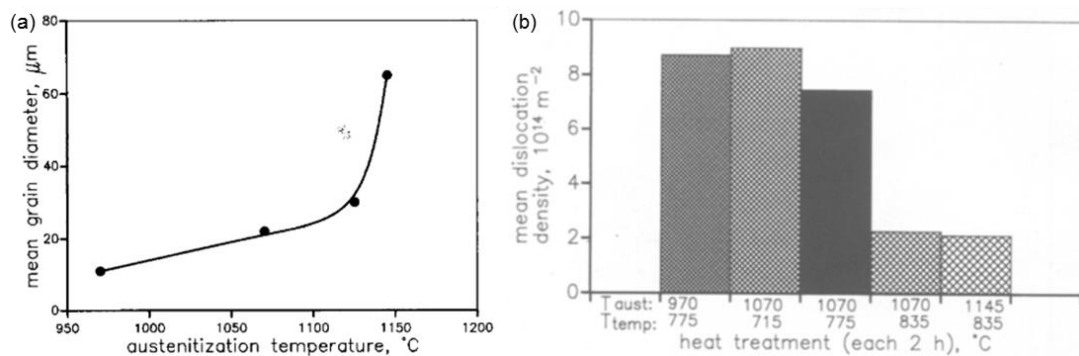 (a)
80
60
40
20
0
mean grain diameter, μm
950 1000 1050 1100 1150 1200
austenitization temperature, °C
(b)
10
8
6
4
2
0
mean dislocation
density, 10¹⁴ m⁻²
Taust: 970 1070 1070 1070 1145
Ttemp: 775 715 775 835 835
heat treatment (each 2 h), °C